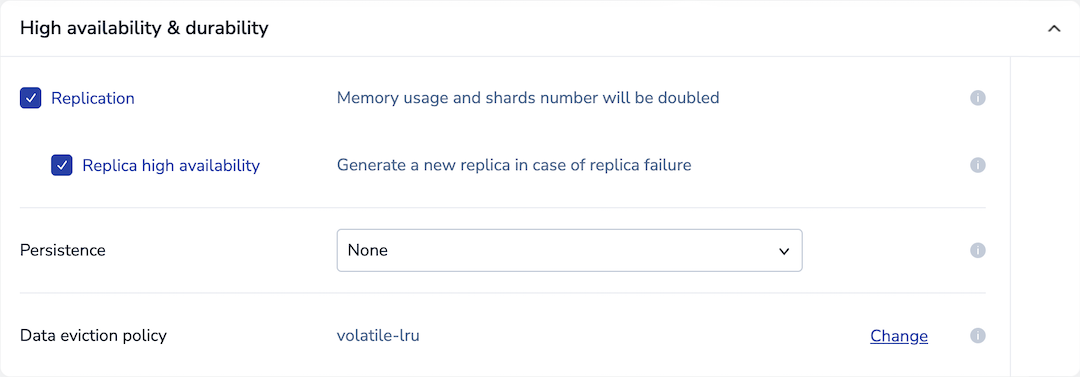 High availability & durability
Replication Memory usage and shards number will be doubled
Replica high availability Generate a new replica in case of replica failure
Persistence None
Data eviction policy volatile-lru Change